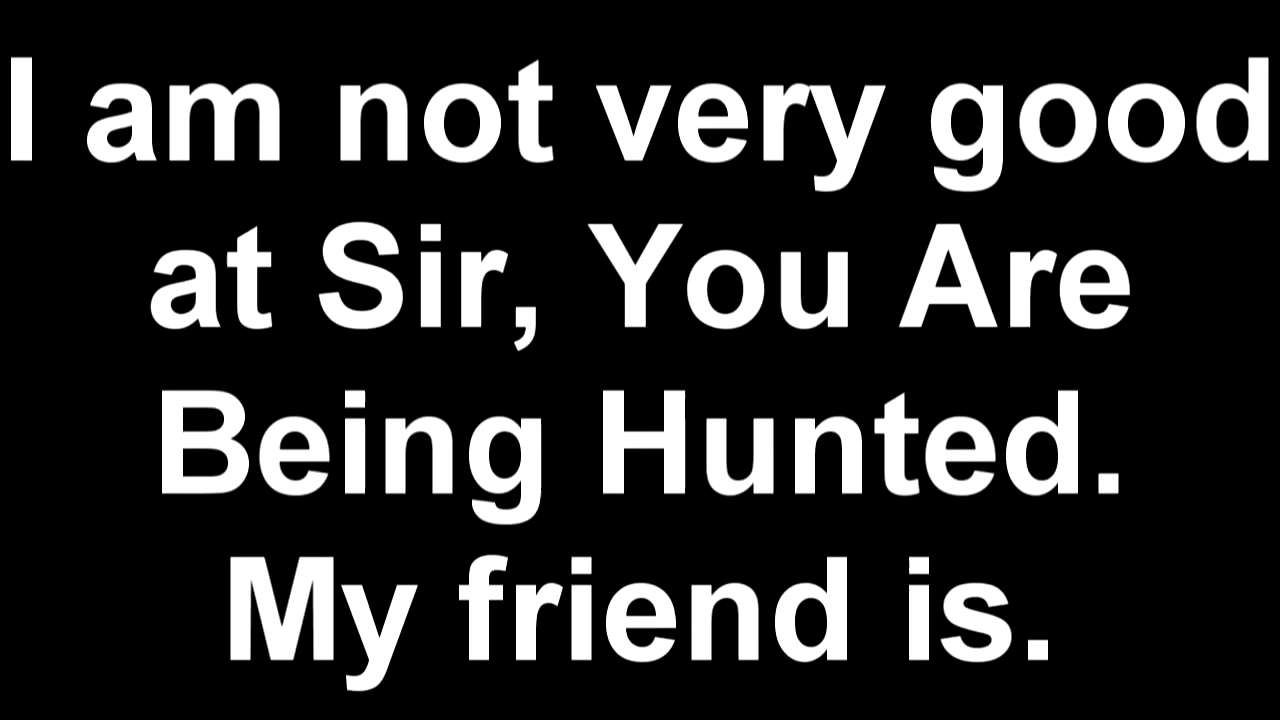 I am not very good
at Sir, You Are
Being Hunted.
My friend is.